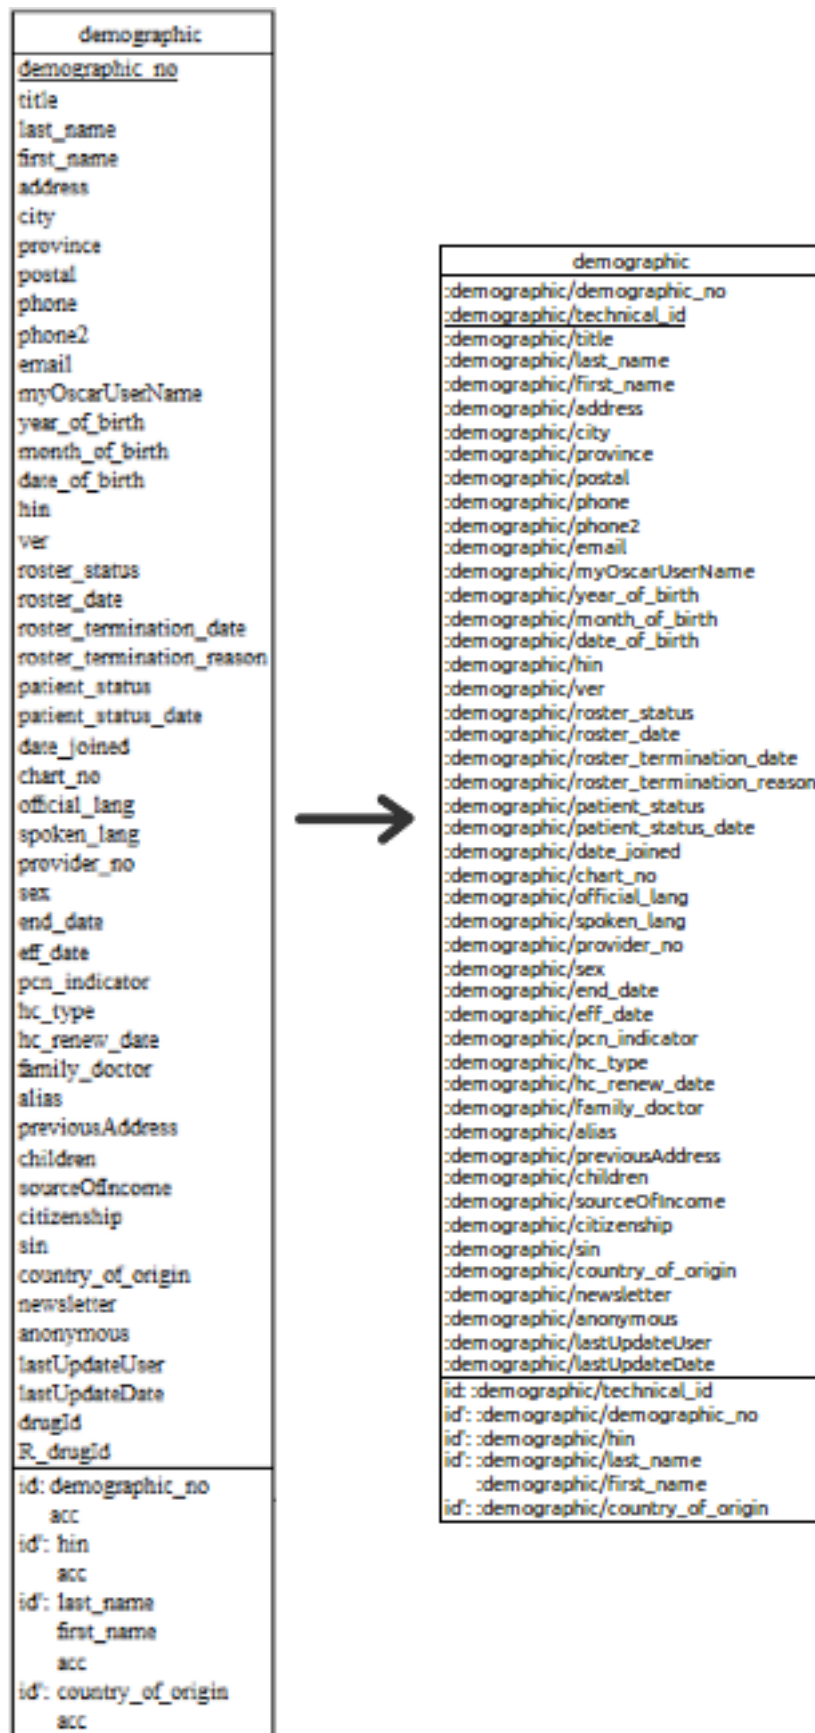 demographic
demographic_no
title
last_name
first_name
address
city
province
postal
phone
phone2
email
myOscarUserName
year_of_birth
month_of_birth
date_of_birth
hin
ver
roster_status
roster_date
roster_termination_date
roster_termination_reason
patient_status
patient_status_date
date_joined
chart_no
official_lang
spoken_lang
provider_no
sex
end_date
eff_date
pcn_indicator
hc_type
hc_renew_date
family_doctor
alias
previousAddress
children
sourceOfIncome
citizenship
sin
country_of_origin
newsletter
anonymous
lastUpdateUser
lastUpdateDate
drugId
R_drugId
id: demographic_no
acc
id': hin
acc
id': last_name
first_name
acc
id': country_of_origin
acc
demographic
:demographic/demographic_no
:demographic/technical_id
:demographic/title
:demographic/last_name
:demographic/first_name
:demographic/address
:demographic/city
:demographic/province
:demographic/postal
:demographic/phone
:demographic/phone2
:demographic/email
:demographic/myOscarUserName
:demographic/year_of_birth
:demographic/month_of_birth
:demographic/date_of_birth
:demographic/hin
:demographic/ver
:demographic/roster_status
:demographic/roster_date
:demographic/roster_termination_date
:demographic/roster_termination_reason
:demographic/patient_status
:demographic/patient_status_date
:demographic/date_joined
:demographic/chart_no
:demographic/official_lang
:demographic/spoken_lang
:demographic/provider_no
:demographic/sex
:demographic/end_date
:demographic/eff_date
:demographic/pcn_indicator
:demographic/hc_type
:demographic/hc_renew_date
:demographic/family_doctor
:demographic/alias
:demographic/previousAddress
:demographic/children
:demographic/sourceOfIncome
:demographic/citizenship
:demographic/sin
:demographic/country_of_origin
:demographic/newsletter
:demographic/anonymous
:demographic/lastUpdateUser
:demographic/lastUpdateDate
id: :demographic/technical_id
id': :demographic/demographic_no
id': :demographic/hin
id': :demographic/last_name
:demographic/first_name
id': :demographic/country_of_origin